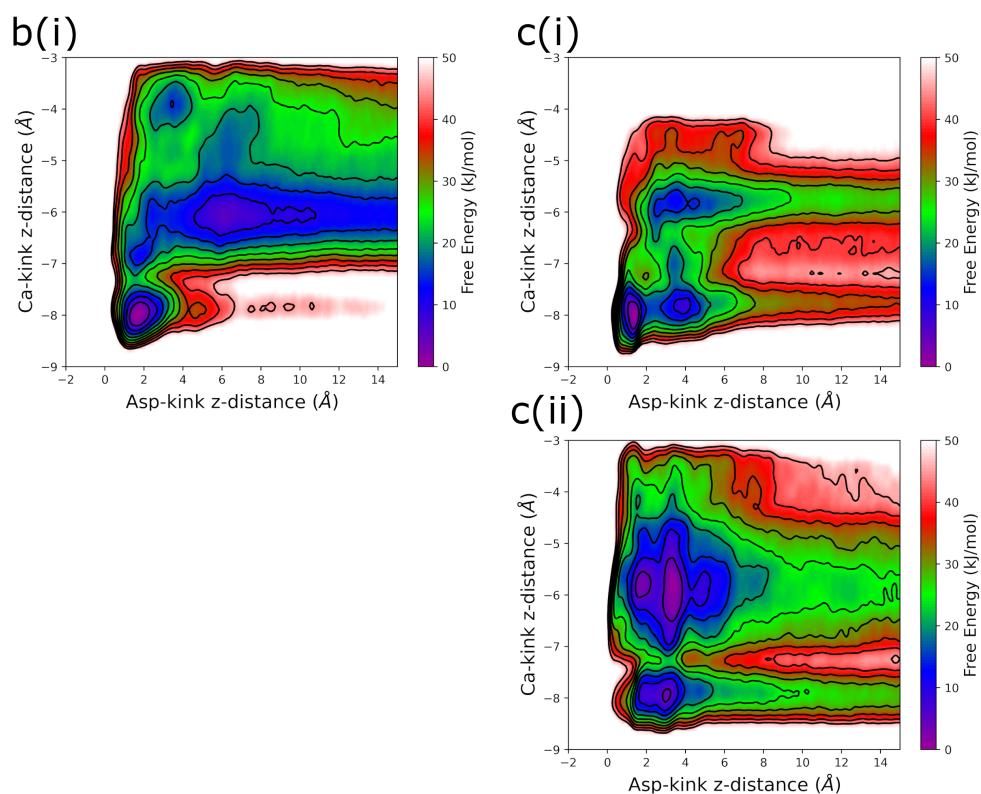 b(i)
Ca-kink z-distance (Å)
-3
-4
-5
-6
-7
-8
-9
-2 0 2 4 6 8 10 12 14
Asp-kink z-distance (Å)
50
40
30
20
10
0
Free Energy (kJ/mol)
c(i)
Ca-kink z-distance (Å)
−3
−4
−5
−6
−7
−8
−9
−2 0 2 4 6 8 10 12 14
Asp-kink z-distance (Å)
50
40
30
20
10
0
Free Energy (kJ/mol)
c(ii)
Ca-kink z-distance (Å)
−3
−4
−5
−6
−7
−8
−9
−2 0 2 4 6 8 10 12 14
Asp-kink z-distance (Å)
50
40
30
20
10
0
Free Energy (kJ/mol)